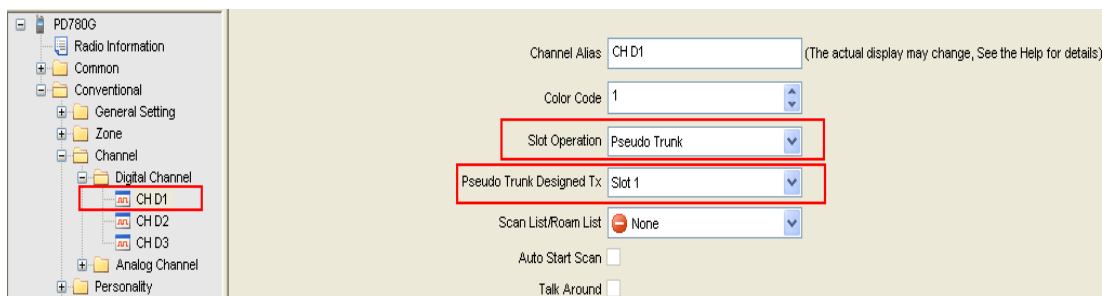 PD780G
Radio Information
Common
Conventional
General Setting
Zone
Channel
Digital Channel
CH D1
CH D2
CH D3
Analog Channel
Personality
Channel Alias CH D1 (The actual display may change, See the Help for details)
Color Code 1
Slot Operation Pseudo Trunk
Pseudo Trunk Designed Tx Slot 1
Scan List/Roam List None
Auto Start Scan
Talk Around